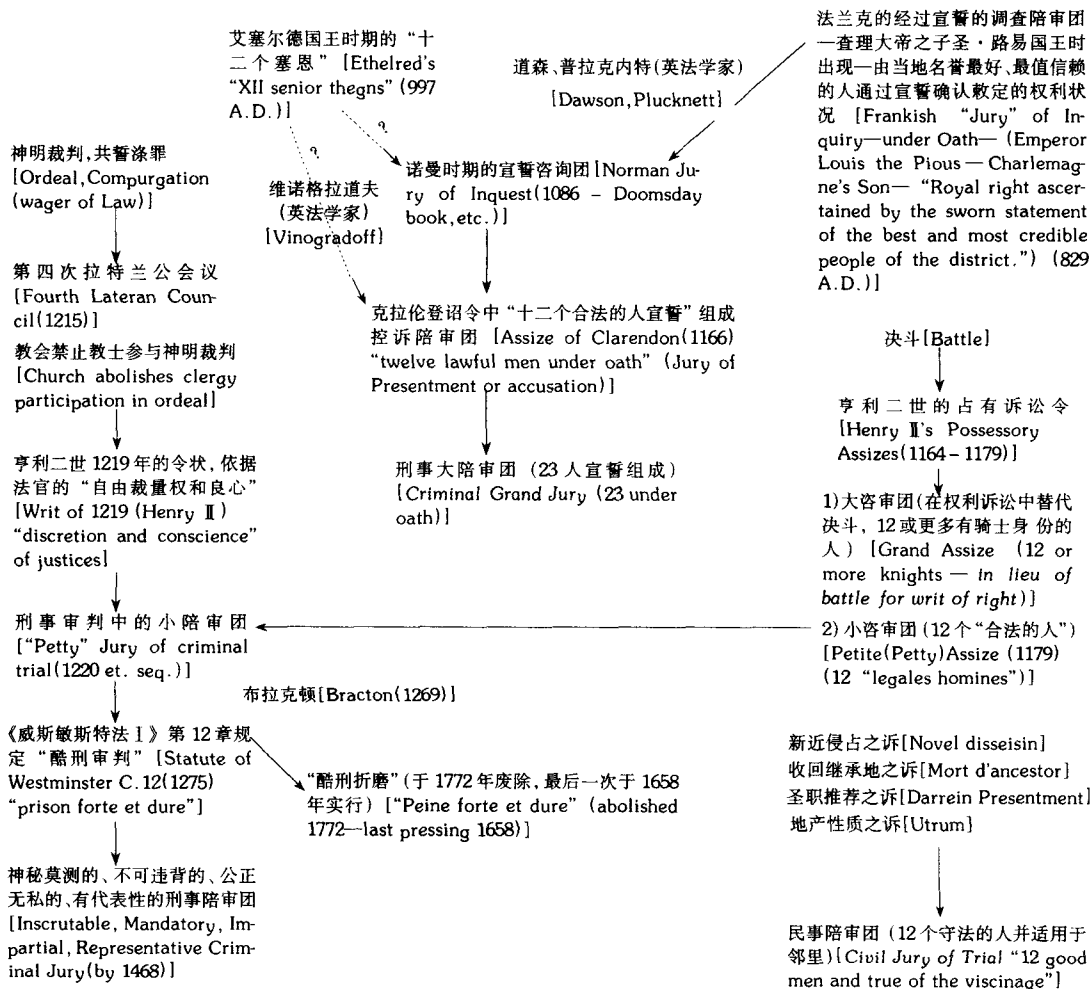 艾塞尔德国王时期的“十
二个塞恩” [Ethelred's
“XII senior thegns” (997
A.D.)]
道森、普拉克内特(英法学家)
[Dawson,Plucknett]
法兰克的经过宣誓的调查陪审团
—查理大帝之子圣·路易国王时
出现—由当地名誉最好、最值信赖
的人通过宣誓确认敕定的权利状
况 [Frankish “Jury” of In-
quiry—under Oath— (Emperor
Louis the Pious — Charlemag-
ne's Son— “Royal right ascer-
tained by the sworn statement
of the best and most credible
people of the district.”) (829
A.D.)]
?
?
神明裁判,共誓涤罪
[Ordeal,Compurgation
(wager of Law)]
维诺格拉道夫
(英法学家)
[Vinogradoff]
诺曼时期的宣誓咨询团[Norman Ju-
ry of Inquest(1086 - Doomsday
book,etc.)]
第四次拉特兰公会议
[Fourth Lateran Coun-
cil(1215)]
教会禁止教士参与神明裁判
[Church abolishes clergy
participation in ordeal]
克拉伦登诏令中“十二个合法的人宣誓”组成
控诉陪审团 [Assize of Clarendon(1166)
“twelve lawful men under oath” (Jury of
Presentment or accusation)]
决斗[Battle]
亨利二世的占有诉讼令
[Henry Ⅱ's Possessory
Assizes(1164-1179)]
亨利二世1219年的令状,依据
法官的“自由裁量权和良心”
[Writ of 1219 (Henry Ⅱ)
“discretion and conscience”
of justices]
刑事大陪审团 (23人宣誓组成)
[Criminal Grand Jury (23 under
oath)]
1)大咨审团(在权利诉讼中替代
决斗, 12或更多有骑士身 份的
人 ) [Grand Assize (12 or
more knights — in lieu of
battle for writ of right)]
刑事审判中的小陪审团
[“Petty” Jury of criminal
trial(1220 et. seq.)]
2)小咨审团(12个“合法的人”)
[Petite(Petty)Assize (1179)
(12 “legales homines”)]
布拉克顿[Bracton(1269)]
《威斯敏斯特法Ⅰ》第12章规
定“酷刑审判” [Statute of
Westminster C.12(1275)
“prison forte et dure”]
“酷刑折磨”(于1772年废除,最后一次于1658
年实行) [“Peine forte et dure” (abolished
1772—last pressing 1658)]
新近侵占之诉[Novel disseisin]
收回继承地之诉[Mort d'ancestor]
圣职推荐之诉[Darrein Presentment]
地产性质之诉[Utrum]
神秘莫测的、不可违背的、公正
无私的、有代表性的刑事陪审团
[Inscrutable, Mandatory, Im-
partial, Representative Crim-
inal Jury(by 1468)]
民事陪审团 (12个守法的人并适用于
邻里)[Civil Jury of Trial “12 good
men and true of the viscinage”]